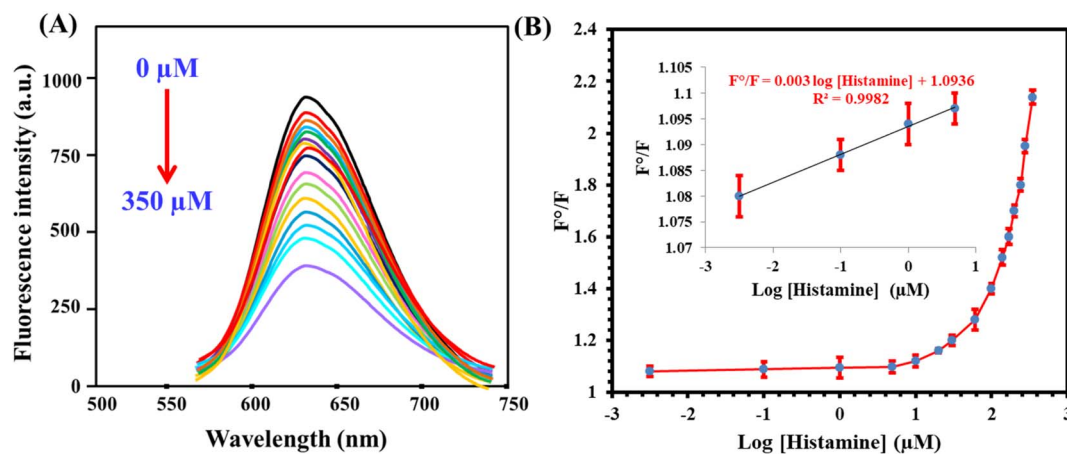 (A)
Fluorescence intensity (a.u.)
1000
750
500
250
0
0 µM
350 µM
500 550 600 650 700 750
Wavelength (nm)
(B)
F°/F
2.4
2.2
2
1.8
1.6
1.4
1.2
1
-3 -2 -1 0 1 2 3
Log [Histamine] (µM)
F°/F
1.105
1.1
1.095
1.09
1.085
1.08
1.075
1.07
F°/F = 0.003 log [Histamine] + 1.0936
R² = 0.9982
-3 -2 -1 0 1
Log [Histamine] (µM)